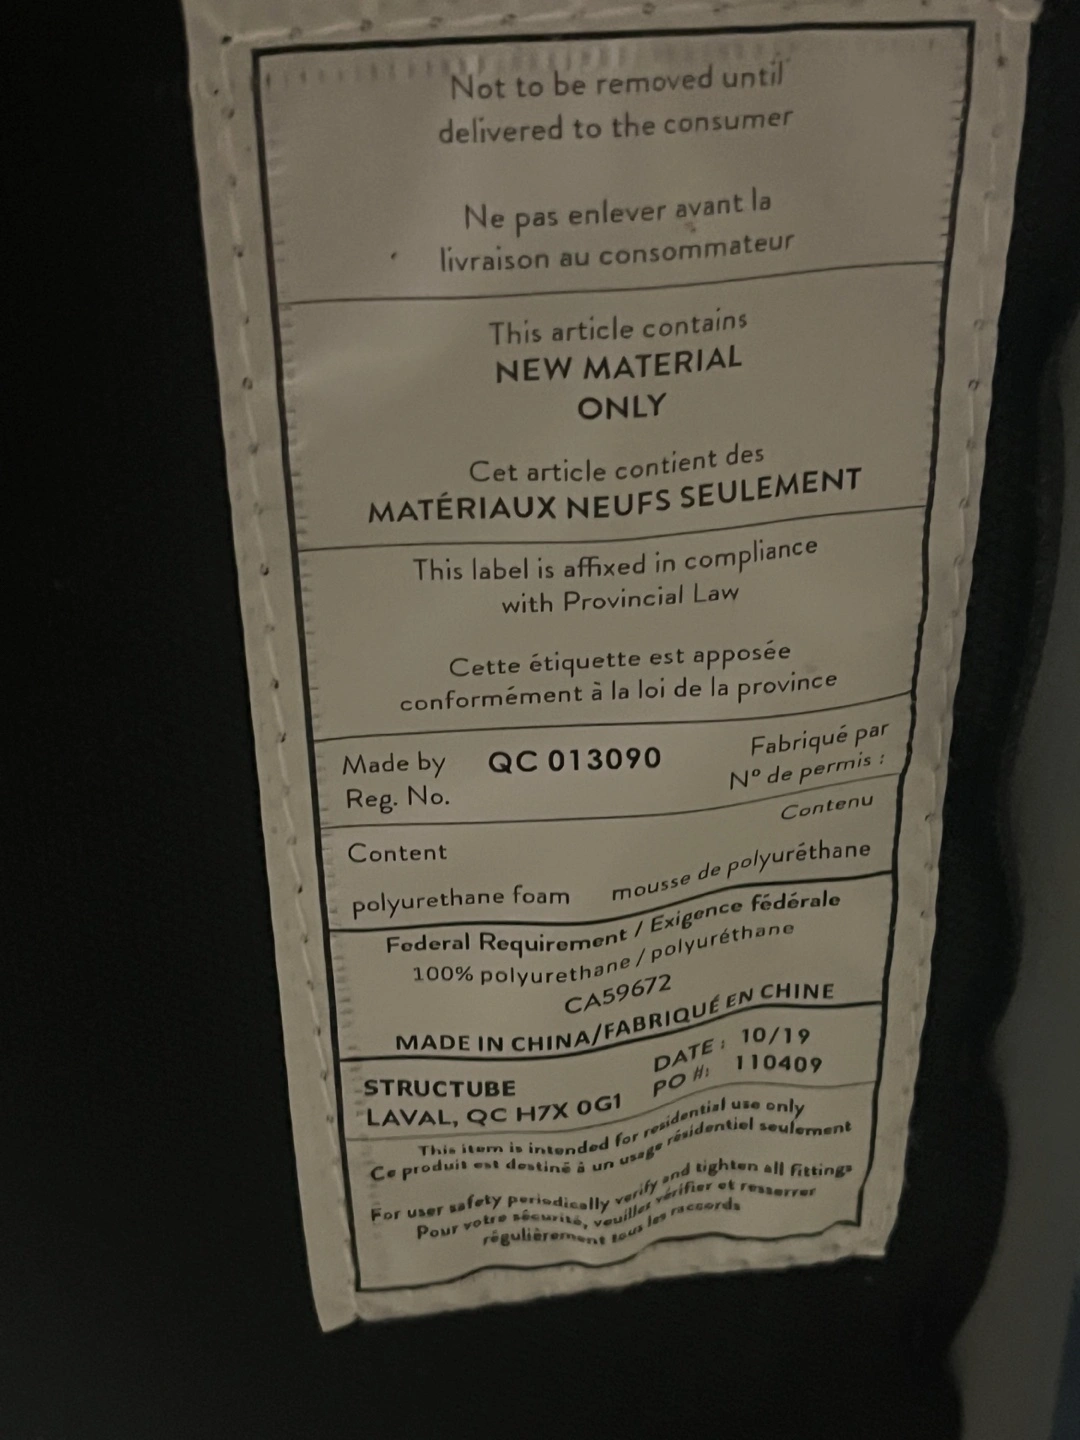 Not to be removed until
delivered to the consumer
Ne pas enlever avant la
livraison au consommateur
This article contains
NEW MATERIAL
ONLY
Cet article contient des
MATÉRIAUX NEUFS SEULEMENT
This label is affixed in compliance
with Provincial Law
Cette étiquette est apposée
conformément à la loi de la province
Made by QC 013090 Fabriqué par
Reg. No. Nº de permis :
Content Contenu
polyurethane foam mousse de polyuréthane
Federal Requirement / Exigence fédérale
100% polyurethane / polyuréthane
CA59672
MADE IN CHINA/FABRIQUÉ EN CHINE
STRUCTUBE DATE : 10/19
LAVAL, QC H7X 0G1 PO #: 110409
This item is intended for residential use only
Ce produit est destiné à un usage résidentiel seulement
For user safety periodically verify and tighten all fittings
Pour votre sécurité, veuillez vérifier et resserrer
régulièrement tous les raccords